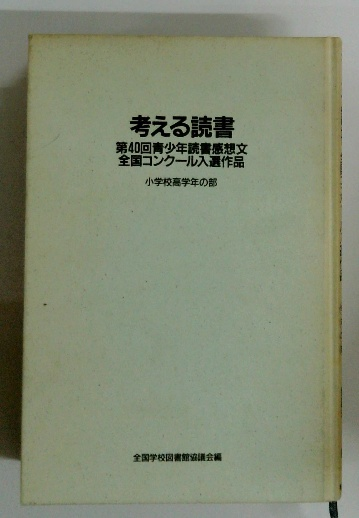 考える読書
第40回青少年読書感想文
全国コンクール入選作品
小学校高学年の部
全国学校図書館協議会編